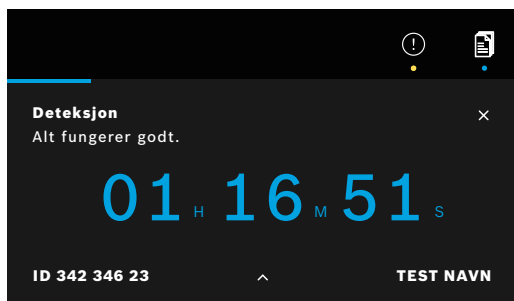 Deteksjon
Alt fungerer godt.
01 H 16 M 51 S
ID 342 346 23
TEST NAVN